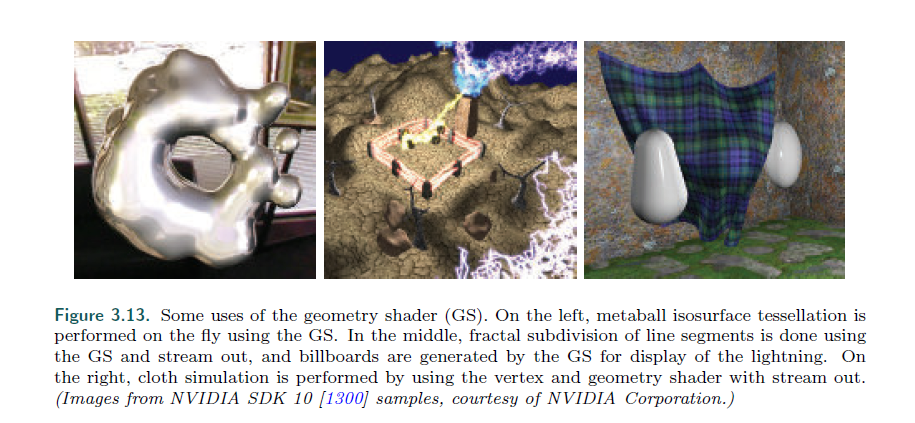 Figure 3.13. Some uses of the geometry shader (GS). On the left, metaball isosurface tessellation is
performed on the fly using the GS. In the middle, fractal subdivision of line segments is done using
the GS and stream out, and billboards are generated by the GS for display of the lightning. On
the right, cloth simulation is performed by using the vertex and geometry shader with stream out.
(Images from NVIDIA SDK 10 [1300] samples, courtesy of NVIDIA Corporation.)